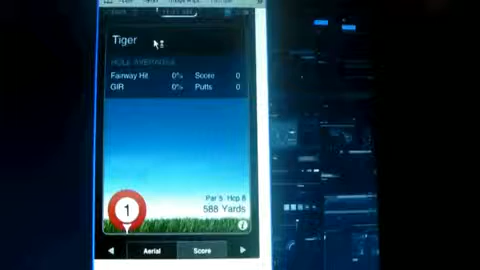 Tiger
HOLE AVERAGES
Fairway Hit 0% Score 0
GIR 0% Putts 0
Par 5 Hcp 8
588 Yards
1
Aerial Score